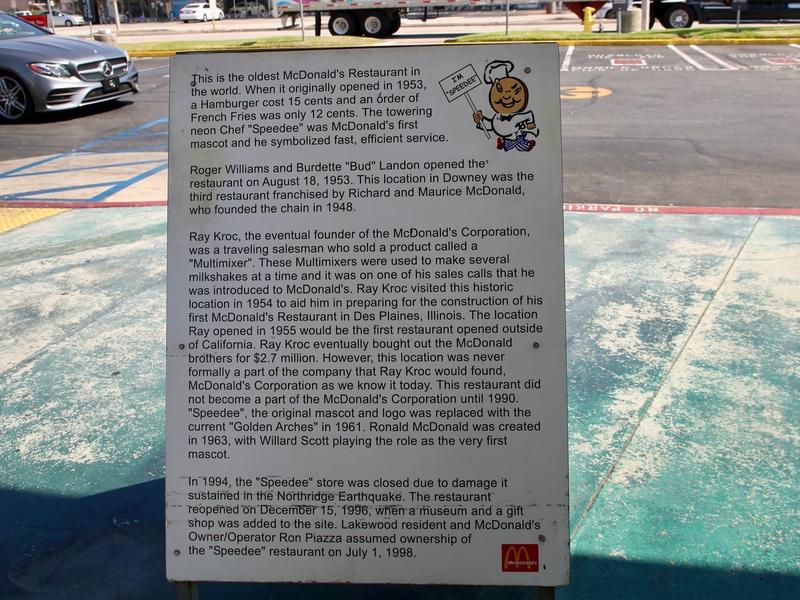 This is the oldest McDonald's Restaurant in
the world. When it originally opened in 1953,
a Hamburger cost 15 cents and an order of
French Fries was only 12 cents. The towering
neon Chef "Speedee" was McDonald's first
mascot and he symbolized fast, efficient service.
I'M
"SPEEDEE"
Roger Williams and Burdette "Bud" Landon opened the
restaurant on August 18, 1953. This location in Downey was the
third restaurant franchised by Richard and Maurice McDonald,
who founded the chain in 1948.
Ray Kroc, the eventual founder of the McDonald's Corporation,
was a traveling salesman who sold a product called a
"Multimixer". These Multimixers were used to make several
milkshakes at a time and it was on one of his sales calls that he
was introduced to McDonald's. Ray Kroc visited this historic
location in 1954 to aid him in preparing for the construction of his
first McDonald's Restaurant in Des Plaines, Illinois. The location
Ray opened in 1955 would be the first restaurant opened outside
of California. Ray Kroc eventually bought out the McDonald
brothers for $2.7 million. However, this location was never
formally a part of the company that Ray Kroc would found,
McDonald's Corporation as we know it today. This restaurant did
not become a part of the McDonald's Corporation until 1990.
"Speedee", the original mascot and logo was replaced with the
current "Golden Arches" in 1961. Ronald McDonald was created
in 1963, with Willard Scott playing the role as the very first
mascot.
In 1994, the "Speedee" store was closed due to damage it
sustained in the Northridge Earthquake. The restaurant
reopened on December 15, 1996, when a museum and a gift
shop was added to the site. Lakewood resident and McDonald's
Owner/Operator Ron Piazza assumed ownership of
the "Speedee" restaurant on July 1, 1998.
McDonald's
NO PARKING